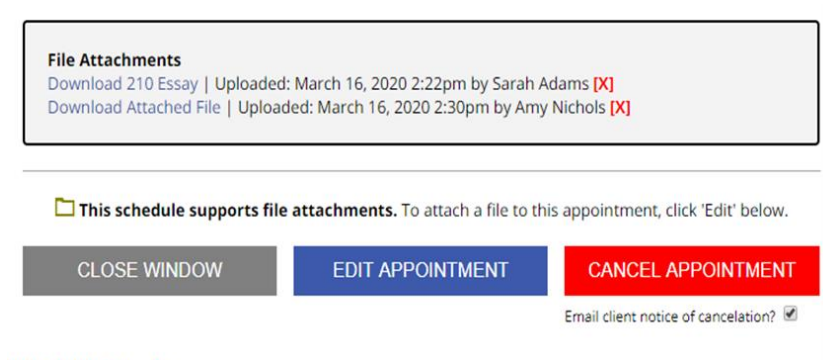 File Attachments
Download 210 Essay | Uploaded: March 16, 2020 2:22pm by Sarah Adams [X]
Download Attached File | Uploaded: March 16, 2020 2:30pm by Amy Nichols [X]
This schedule supports file attachments. To attach a file to this appointment, click 'Edit' below.
CLOSE WINDOW EDIT APPOINTMENT CANCEL APPOINTMENT
Email client notice of cancelation?